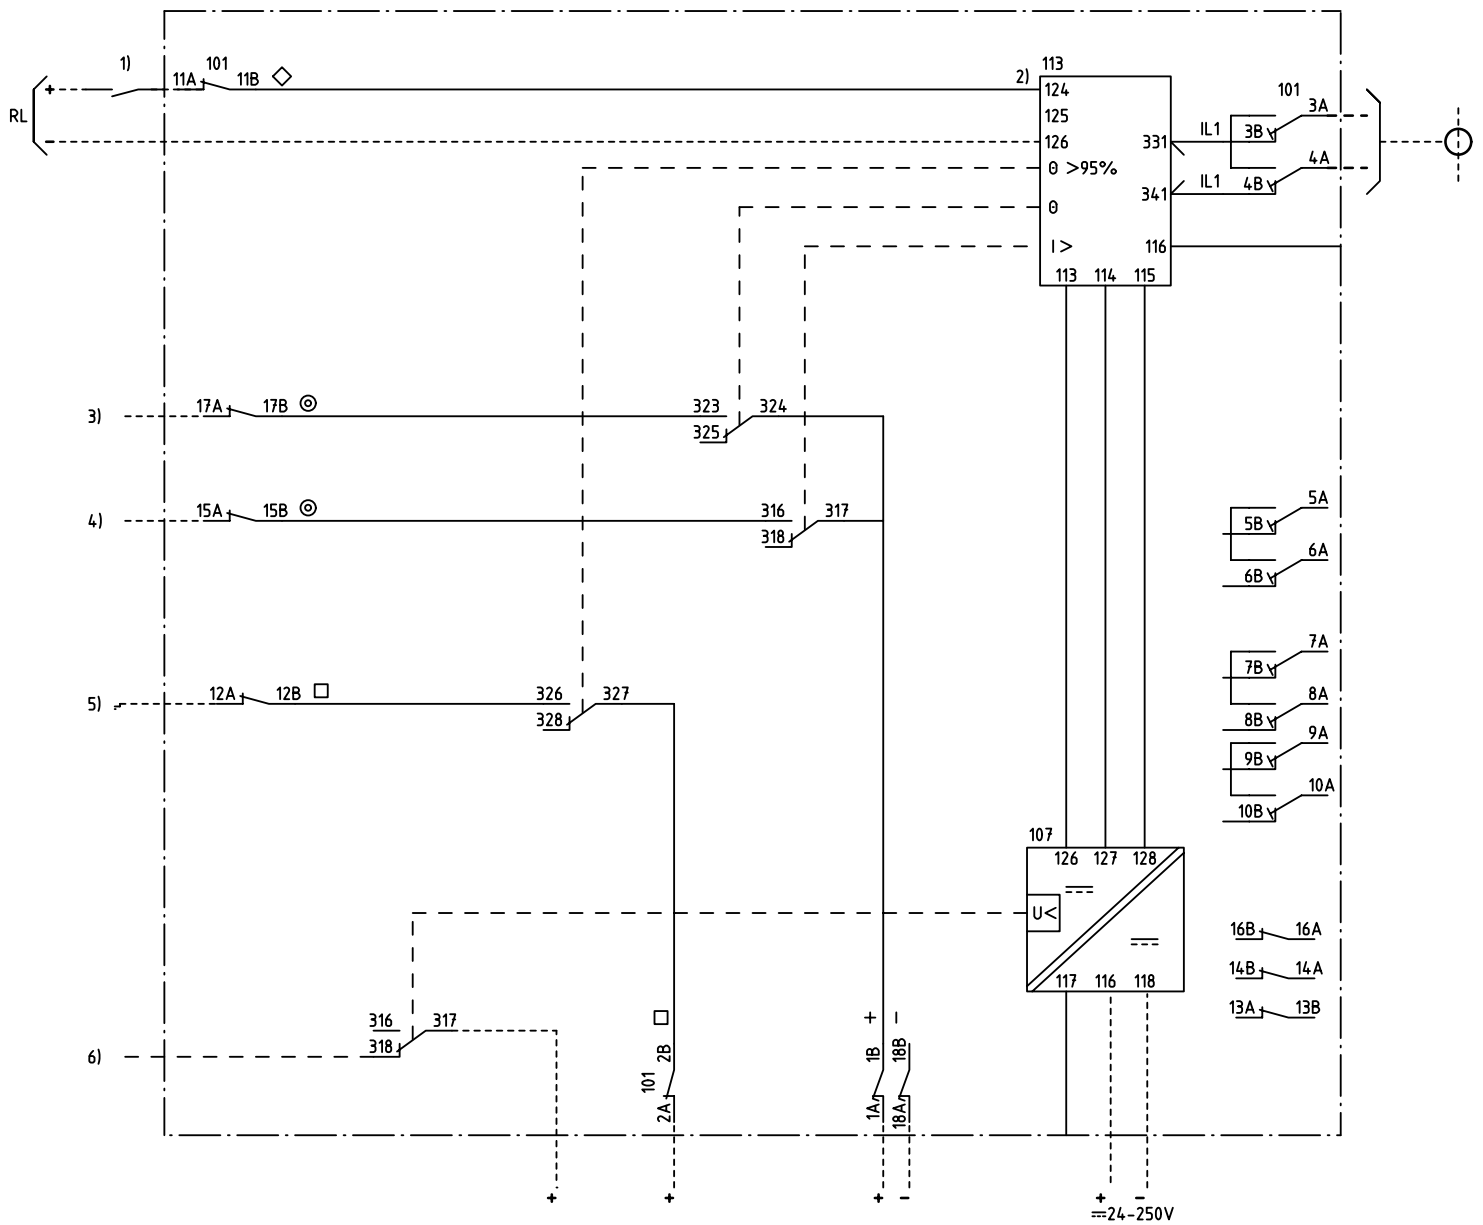 1) 101 113
11A 11B 2) 124 101 3A
RL 125
126 331 IL1 3B
0 >95% 4A
341 IL1 4B
0
I> 116
113 114 115
3) 17A 17B 323 324
325
4) 15A 15B 316 317 5A
318 5B
6A
6B
7A
7B
5) 12A 12B 326 327 8A
328 8B
9A
9B
10A
10B
107
126 127 128
U< 16B 16A
14B 14A
117 116 118
13A 13B
+ −
316 317
318
6) 2B 1B 18B
101
2A 1A 18A
+ + + − + −
24-250V